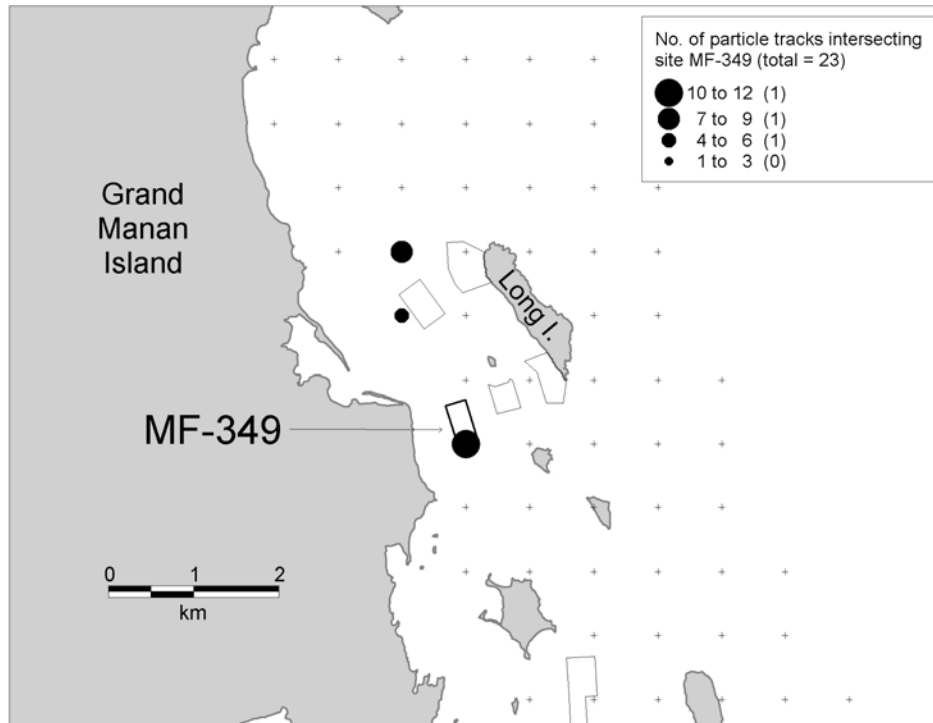 No. of particle tracks intersecting
site MF-349 (total = 23)
10 to 12 (1)
7 to 9 (1)
4 to 6 (1)
1 to 3 (0)
Grand
Manan
Island
Long I.
MF-349
0 1 2
km